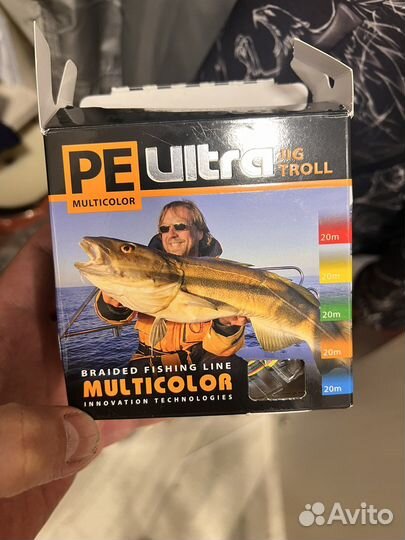 PE
MULTICOLOR
Ultra
JIG
TROLL
20m
20m
20m
20m
20m
BRAIDED FISHING LINE
MULTICOLOR
INNOVATION TECHNOLOGIES
Avito